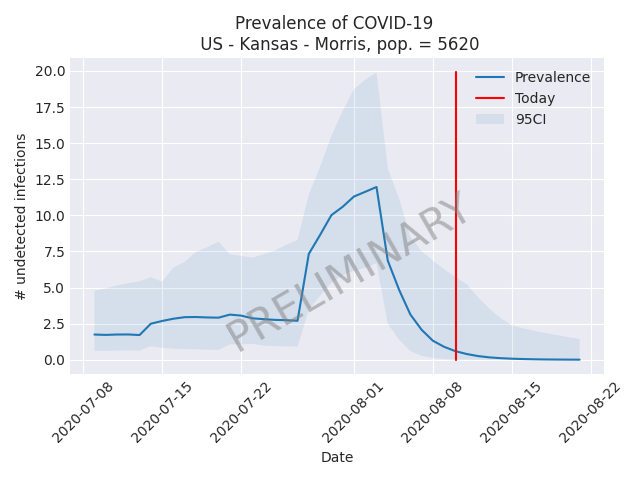 Prevalence of COVID-19
US - Kansas - Morris, pop. = 5620
# undetected infections
20.0
17.5
15.0
12.5
10.0
7.5
5.0
2.5
0.0
Prevalence
Today
95CI
PRELIMINARY
2020-07-08
2020-07-15
2020-07-22
2020-08-01
2020-08-08
2020-08-15
2020-08-22
Date